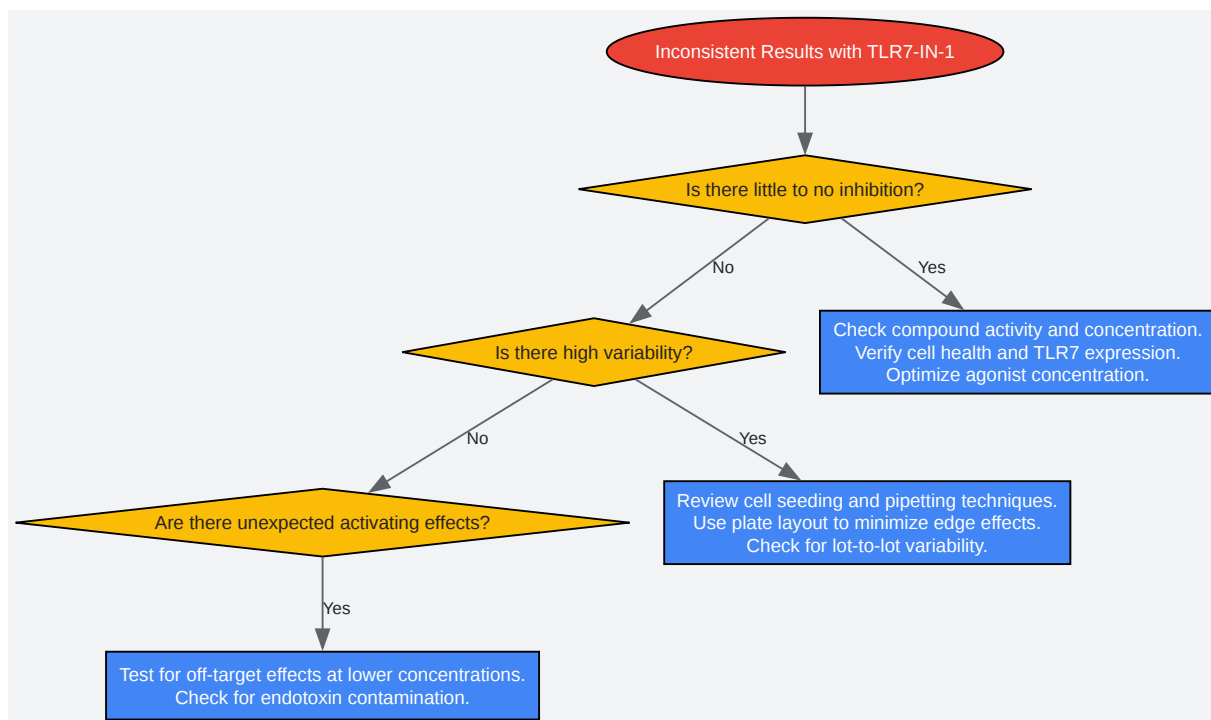 Inconsistent Results with TLR7-IN-1
Is there little to no inhibition?
No
Yes
Check compound activity and concentration.
Verify cell health and TLR7 expression.
Optimize agonist concentration.
Is there high variability?
No
Yes
Review cell seeding and pipetting techniques.
Use plate layout to minimize edge effects.
Check for lot-to-lot variability.
Are there unexpected activating effects?
Yes
Test for off-target effects at lower concentrations.
Check for endotoxin contamination.